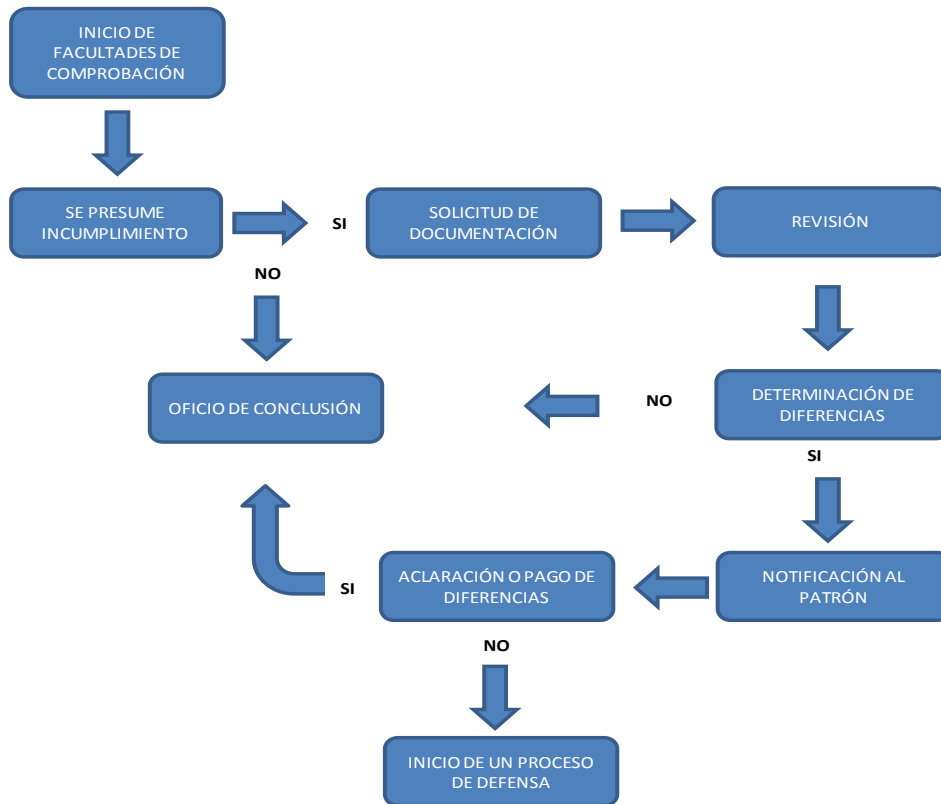 INICIO DE
FACULTADES DE
COMPROBACIÓN
SE PRESUME
INCUMPLIMIENTO
SI
SOLICITUD DE
DOCUMENTACIÓN
REVISIÓN
NO
OFICIO DE CONCLUSIÓN
NO
DETERMINACIÓN DE
DIFERENCIAS
SI
SI
ACLARACIÓN O PAGO DE
DIFERENCIAS
NOTIFICACIÓN AL
PATRÓN
NO
INICIO DE UN PROCESO
DE DEFENSA